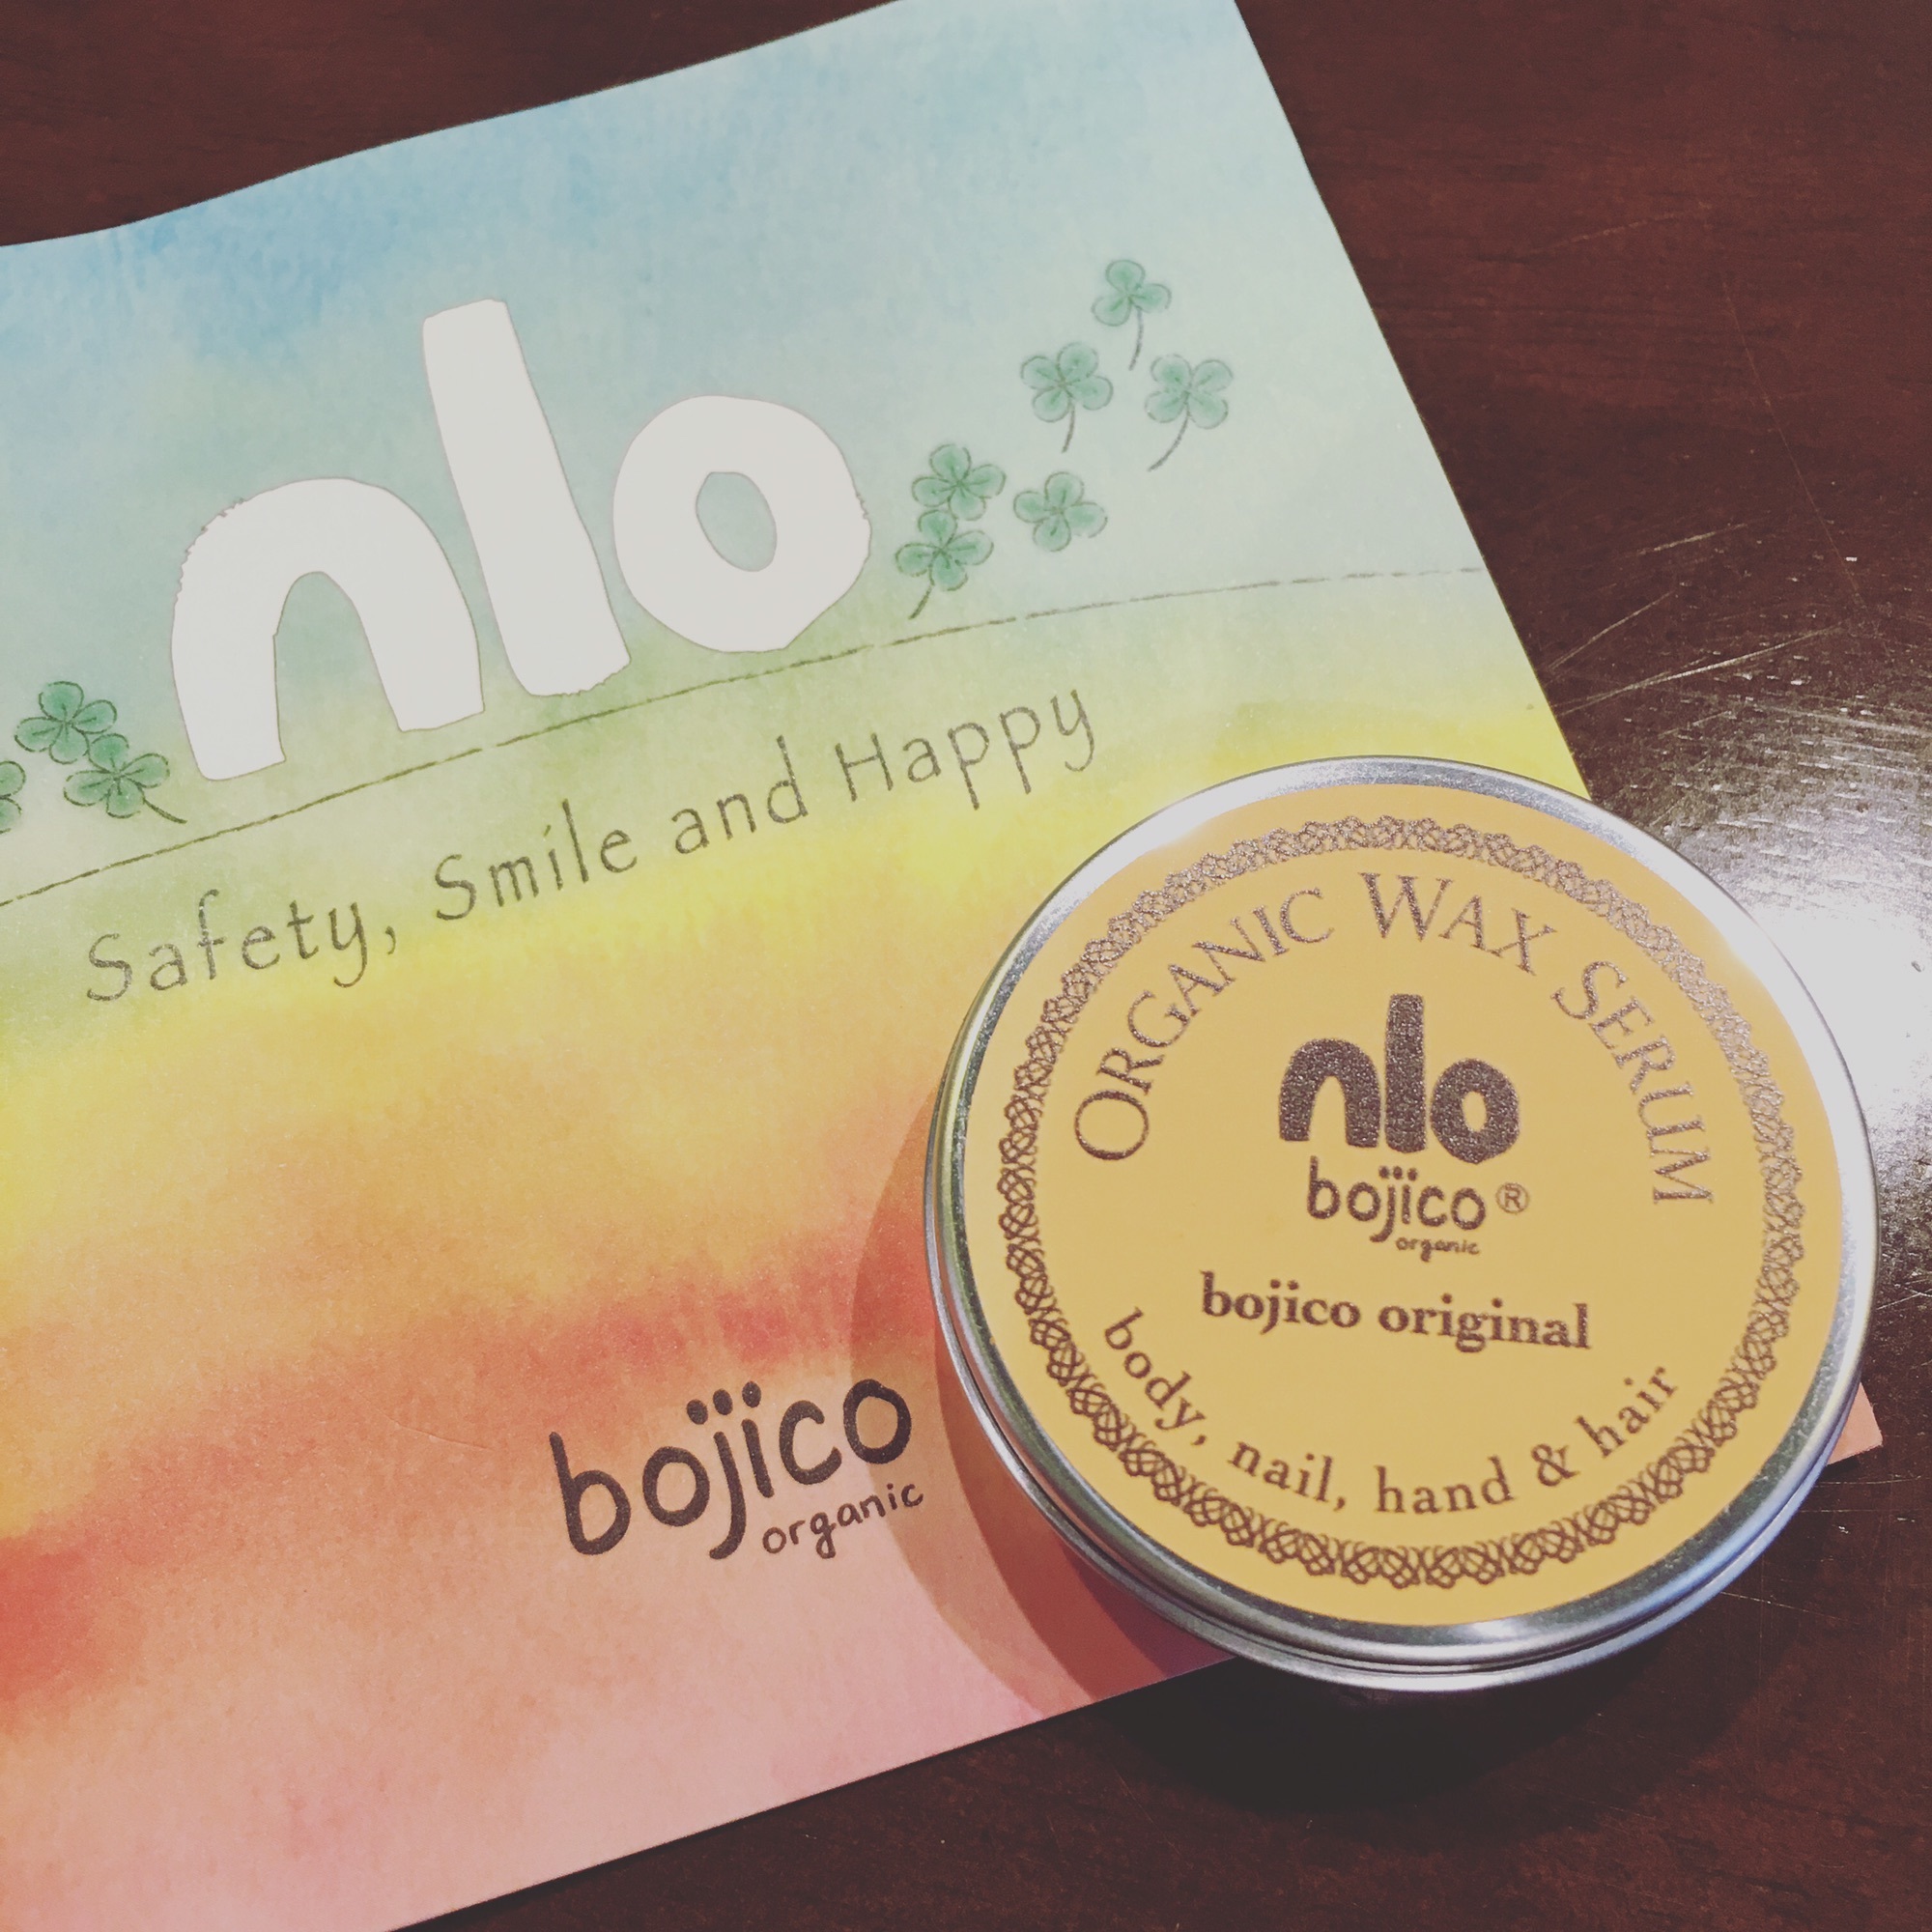 nlo
Safety, Smile and Happy
bojico
organic
ORGANIC WAX SERUM
nlo
bojico®
organic
bojico original
body, nail, hand & hair